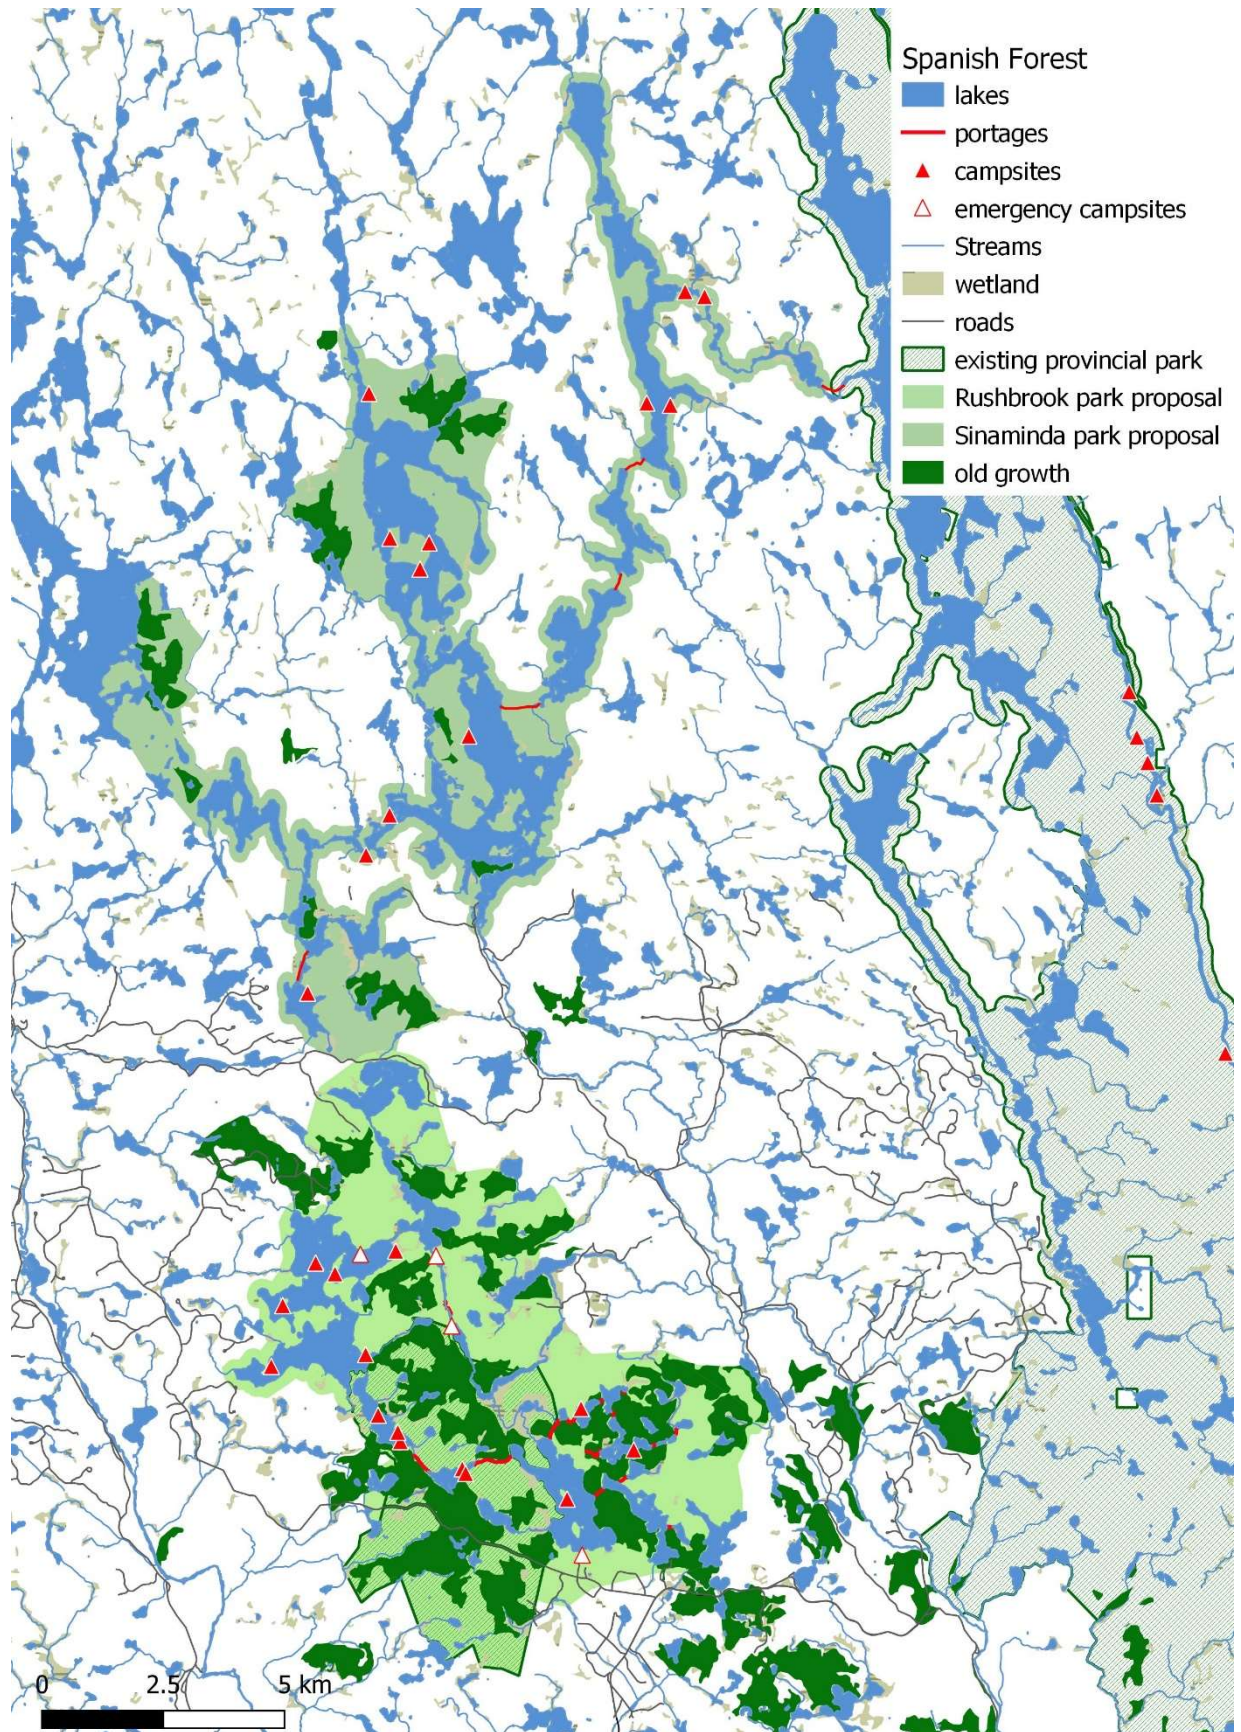 Spanish Forest
lakes
portages
campsites
emergency campsites
Streams
wetland
roads
existing provincial park
Rushbrook park proposal
Sinaminda park proposal
old growth
0 2.5 5 km